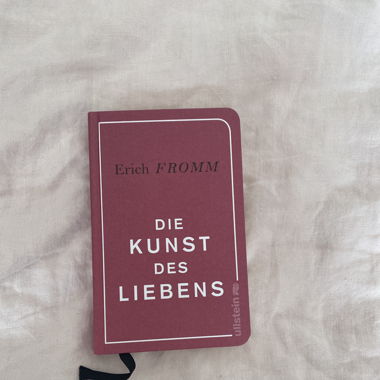 Erich FROMM
DIE
KUNST
DES
LIEBENS
ullstein